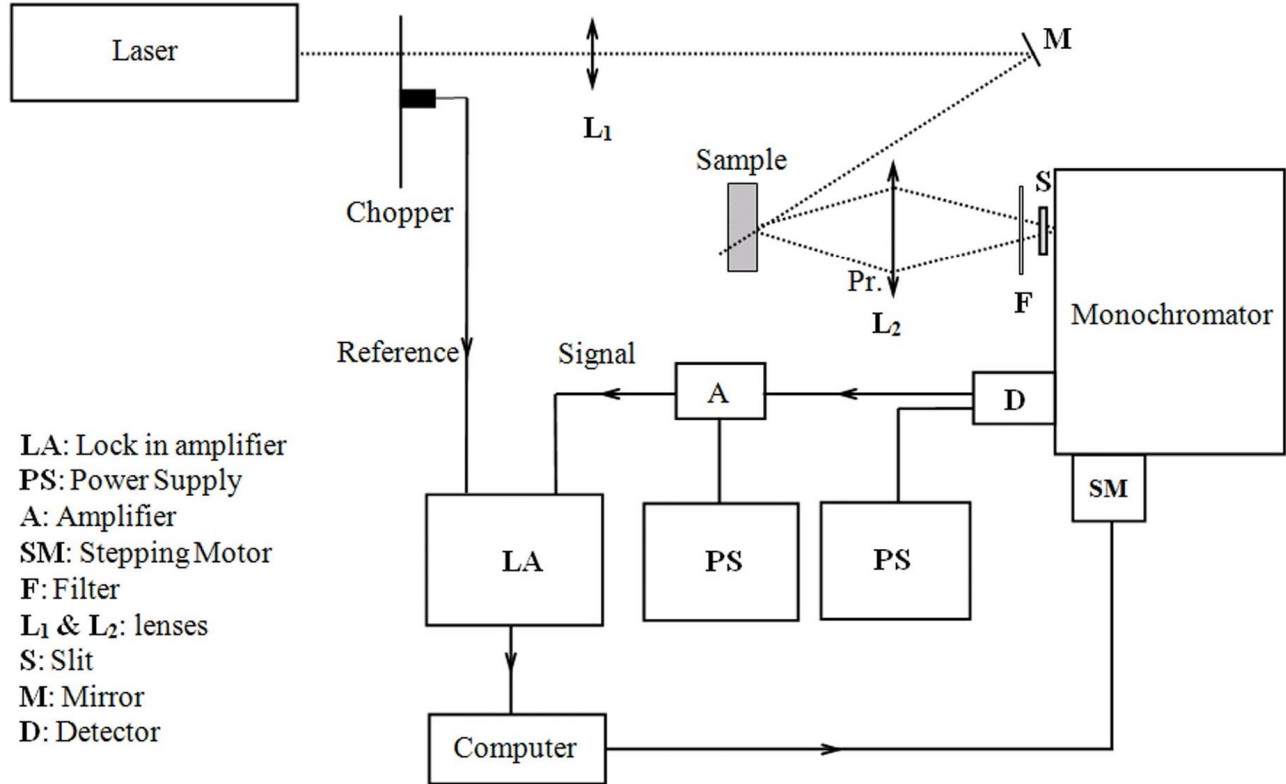 Laser
M
L1
Sample
S
Chopper
Pr.
F
L2
Monochromator
Reference
Signal
A
D
SM
LA
PS
PS
Computer
LA: Lock in amplifier
PS: Power Supply
A: Amplifier
SM: Stepping Motor
F: Filter
L1 & L2: lenses
S: Slit
M: Mirror
D: Detector